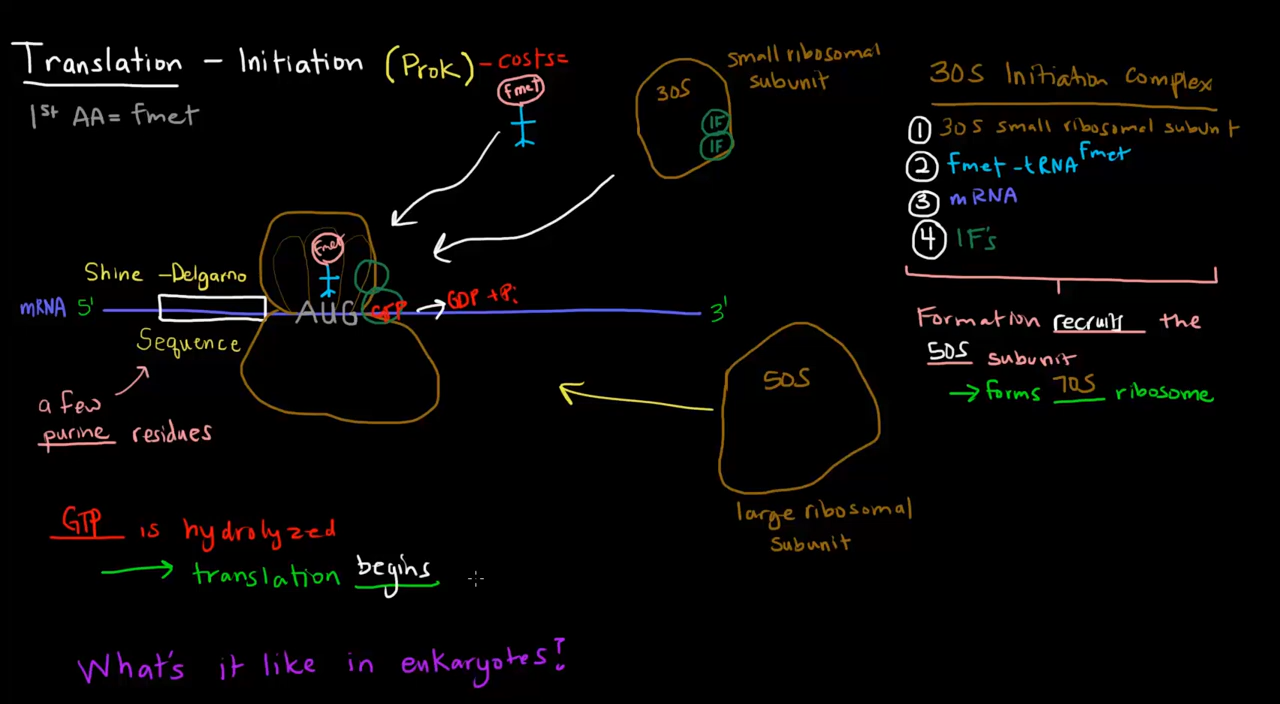 Translation - Initiation (Prok) - costs=
1st AA = fmet
fmet
30S
IF
IF
small ribosomal
subunit
fmet
Shine -Delgarno
mRNA 5'
AUG
GTP
GDP + Pi
3'
Sequence
a few
purine residues
50S
large ribosomal
subunit
GTP is hydrolyzed
translation begins
What's it like in eukaryotes?
30S Initiation Complex
1 30S small ribosomal subunit
2 fmet-tRNA fmet
3 mRNA
4 IF's
Formation recruits the
50S subunit
→ forms 70S ribosome